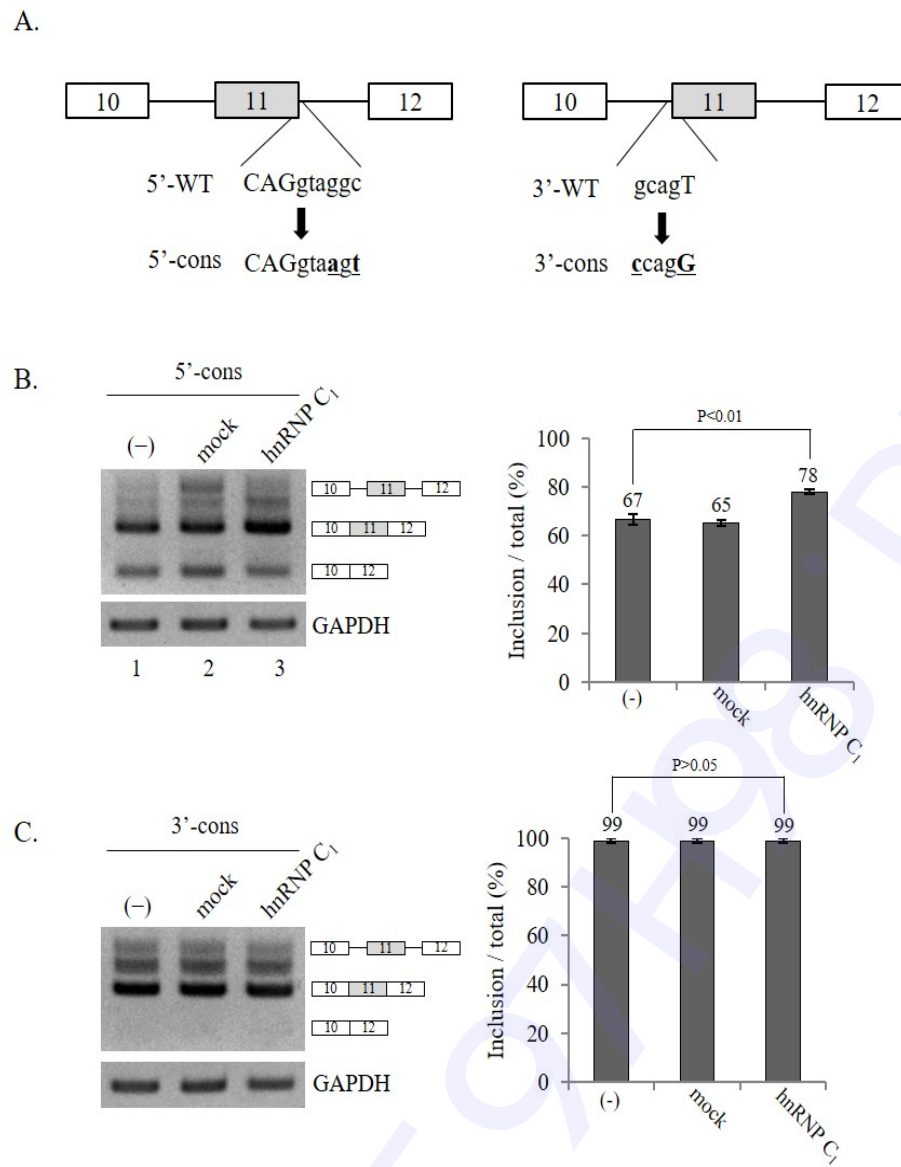 A.
10 11 12 10 11 12
5'-WT CAGgtaggc 3'-WT gcagT
5'-cons CAGgtaagt 3'-cons ccagG
B.
5'-cons
(−) mock hnRNP C1
10 11 12
10 11 12
10 12
GAPDH
1 2 3
P<0.01
Inclusion / total (%)
100
80
60
40
20
0
67 65 78
(-) mock hnRNP C1
C.
3'-cons
(−) mock hnRNP C1
10 11 12
10 11 12
10 12
GAPDH
P>0.05
Inclusion / total (%)
100
80
60
40
20
0
99 99 99
(-) mock hnRNP C1